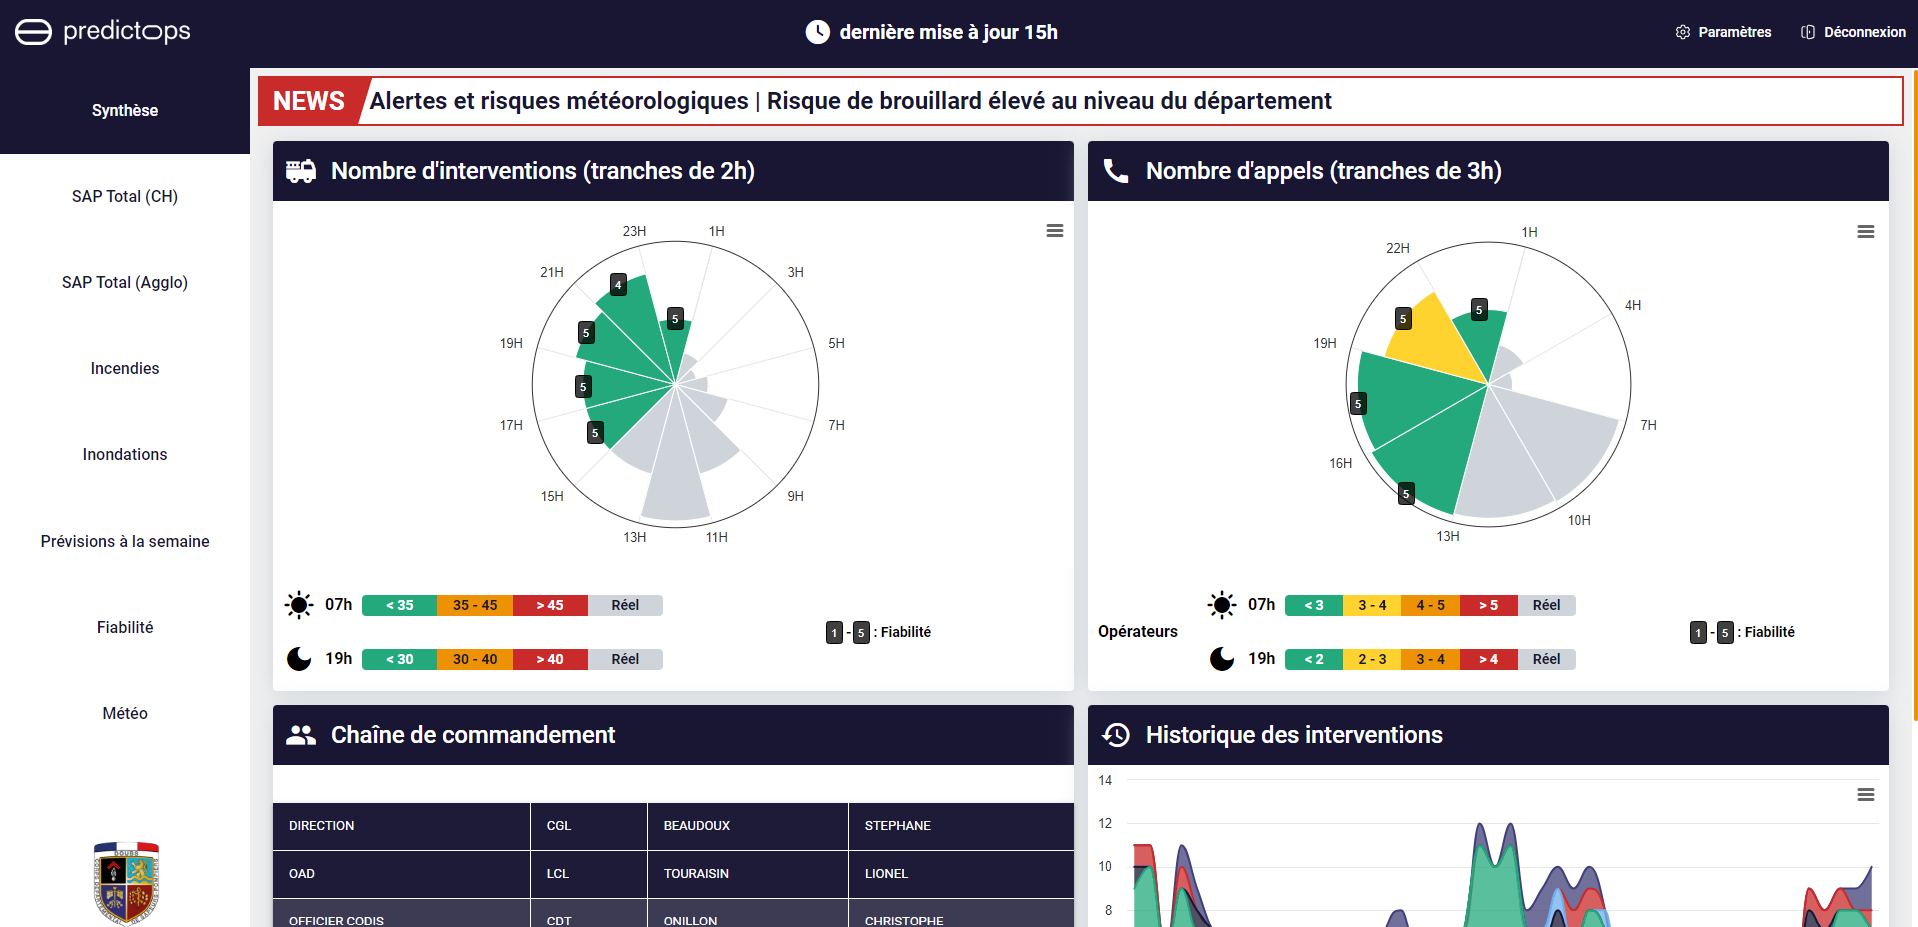 predictops
dernière mise à jour 15h
Paramètres
Déconnexion
Synthèse
SAP Total (CH)
SAP Total (Agglo)
Incendies
Inondations
Prévisions à la semaine
Fiabilité
Météo
DOUBS
NEWS
Alertes et risques météorologiques | Risque de brouillard élevé au niveau du département
Nombre d'interventions (tranches de 2h)
23H
1H
21H
3H
4
5
5
19H
5H
5
17H
7H
5
15H
9H
13H
11H
07h
< 35
35 - 45
> 45
Réel
1 - 5 : Fiabilité
19h
< 30
30 - 40
> 40
Réel
Nombre d'appels (tranches de 3h)
1H
22H
4H
5
5
19H
5
7H
16H
5
10H
13H
Opérateurs
07h
< 3
3 - 4
4 - 5
> 5
Réel
1 - 5 : Fiabilité
19h
< 2
2 - 3
3 - 4
> 4
Réel
Chaîne de commandement
DIRECTION CGL BEAUDOUX STEPHANE
OAD LCL TOURAISIN LIONEL
OFFICIER CODIS CDT ONILLON CHRISTOPHE
Historique des interventions
14
12
10
8